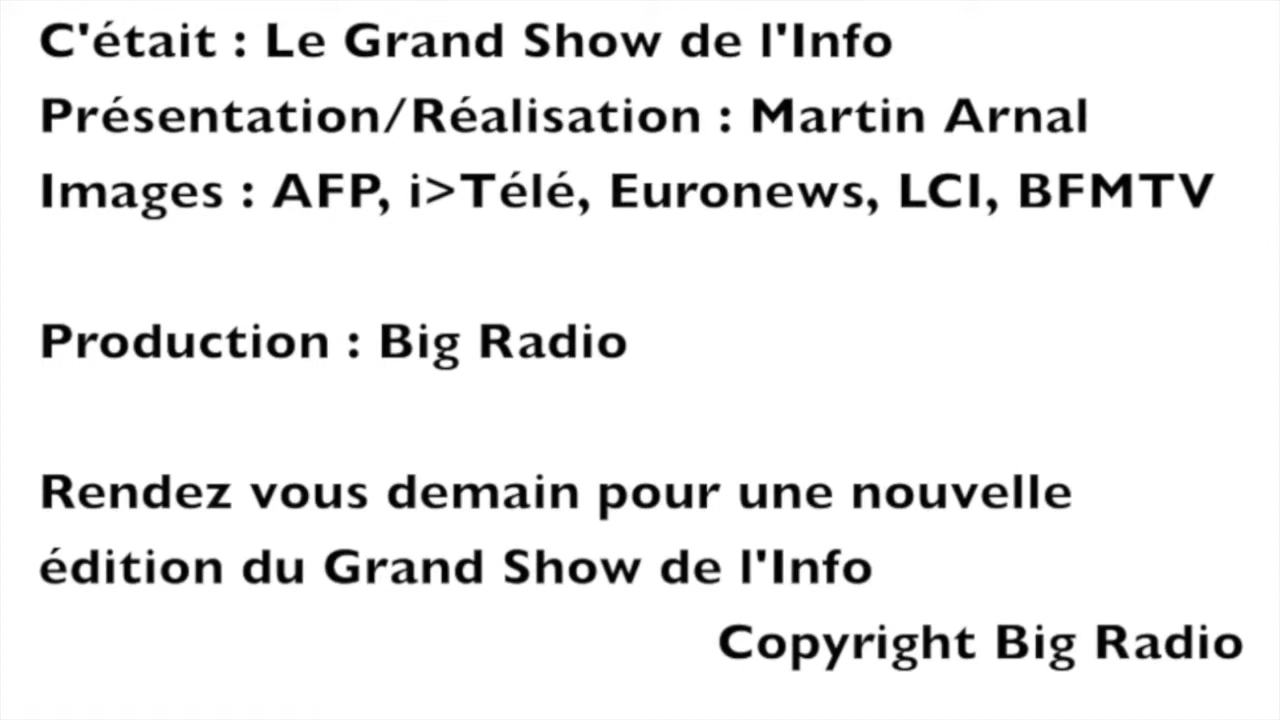 C'était : Le Grand Show de l'Info
Présentation/Réalisation : Martin Arnal
Images : AFP, i>Télé, Euronews, LCI, BFMTV
Production : Big Radio
Rendez vous demain pour une nouvelle
édition du Grand Show de l'Info
Copyright Big Radio